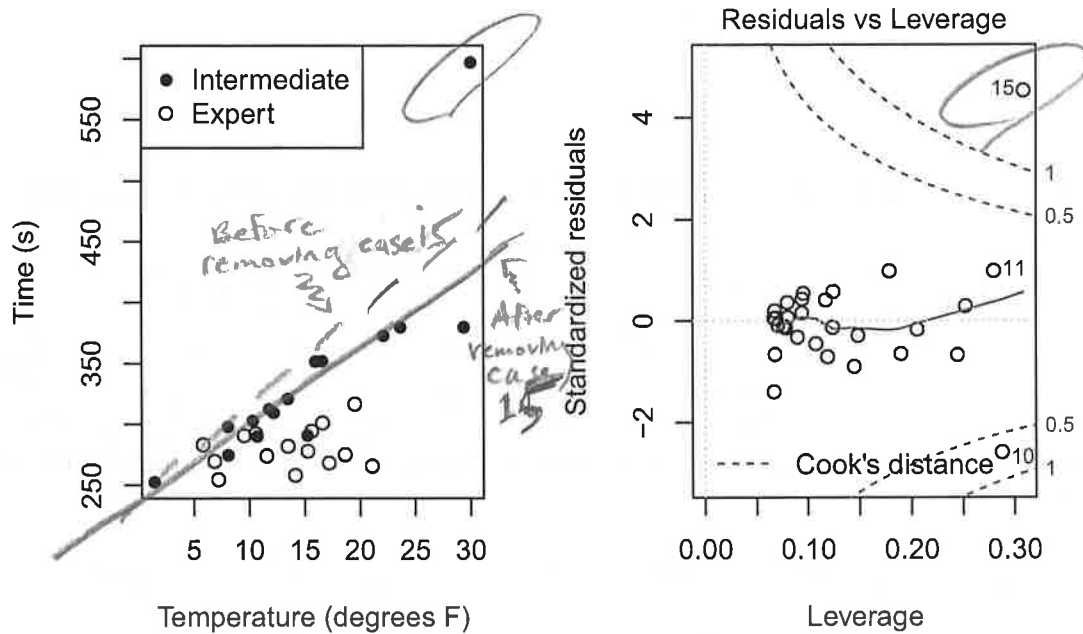 Intermediate
Expert
Time (s)
550
450
350
250
5 10 15 20 25 30
Temperature (degrees F)
Before
removing case 15
After
removing
case
15
Residuals vs Leverage
Standardized residuals
4
2
0
−2
15
1
0.5
11
0.5
10
1
Cook's distance
0.00 0.10 0.20 0.30
Leverage